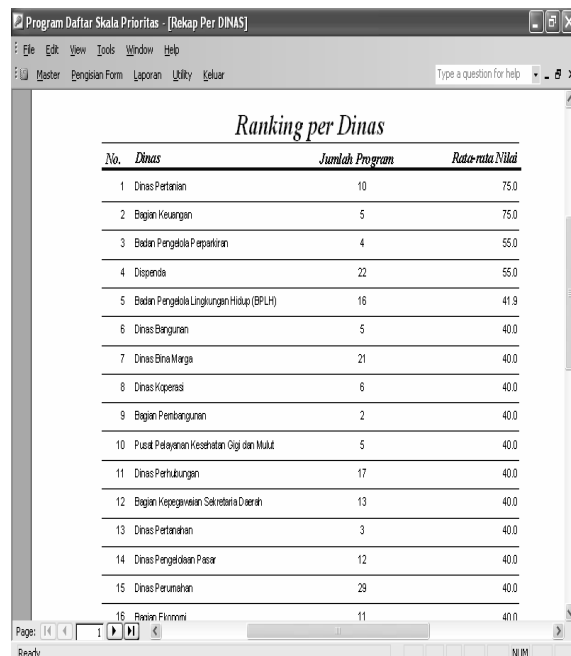 Program Daftar Skala Prioritas - [Rekap Per DINAS]
File Edit View Tools Window Help
Type a question for help
Master Pengisian Form Laporan Utility Keluar
Ranking per Dinas
No. Dinas Jumlah Program Rata-rata Nilai
1 Dinas Pertanian 10 75.0
2 Bagian Keuangan 5 75.0
3 Badan Pengelola Perparkiran 4 55.0
4 Dispenda 22 55.0
5 Badan Pengelola Lingkungan Hidup (BPLH) 16 41.9
6 Dinas Bangunan 5 40.0
7 Dinas Bina Marga 21 40.0
8 Dinas Koperasi 6 40.0
9 Bagian Pembangunan 2 40.0
10 Pusat Pelayanan Kesehatan Gigi dan Mulut 5 40.0
11 Dinas Perhubungan 17 40.0
12 Bagian Kepegawaian Sekretaria Daerah 13 40.0
13 Dinas Pertanahan 3 40.0
14 Dinas Pengelolaan Pasar 12 40.0
15 Dinas Perumahan 29 40.0
16 Bagian Ekonomi 11 40.0
Page: 1
Ready NUM